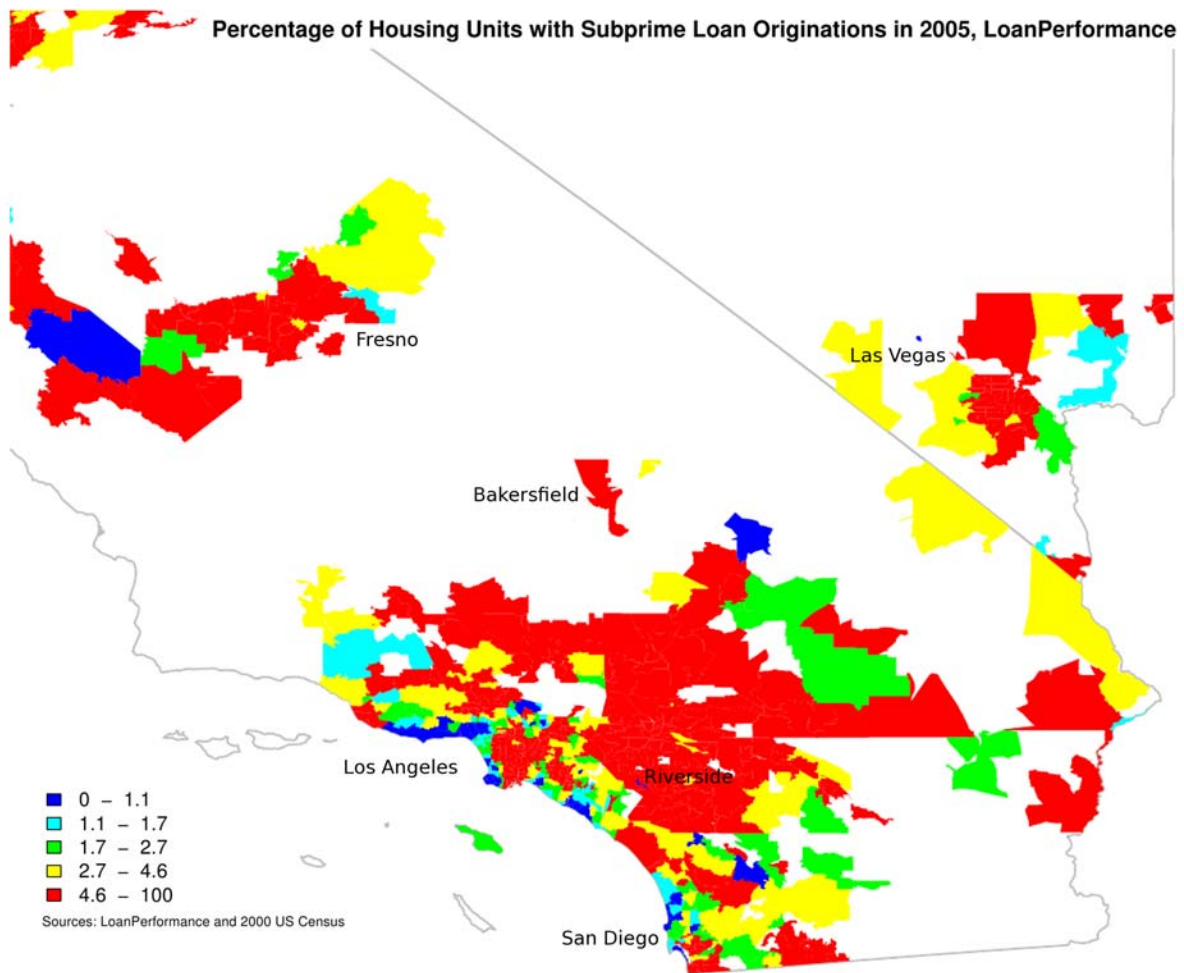 Percentage of Housing Units with Subprime Loan Originations in 2005, LoanPerformance
Fresno
Las Vegas
Bakersfield
Los Angeles
Riverside
San Diego
0 – 1.1
1.1 – 1.7
1.7 – 2.7
2.7 – 4.6
4.6 – 100
Sources: LoanPerformance and 2000 US Census